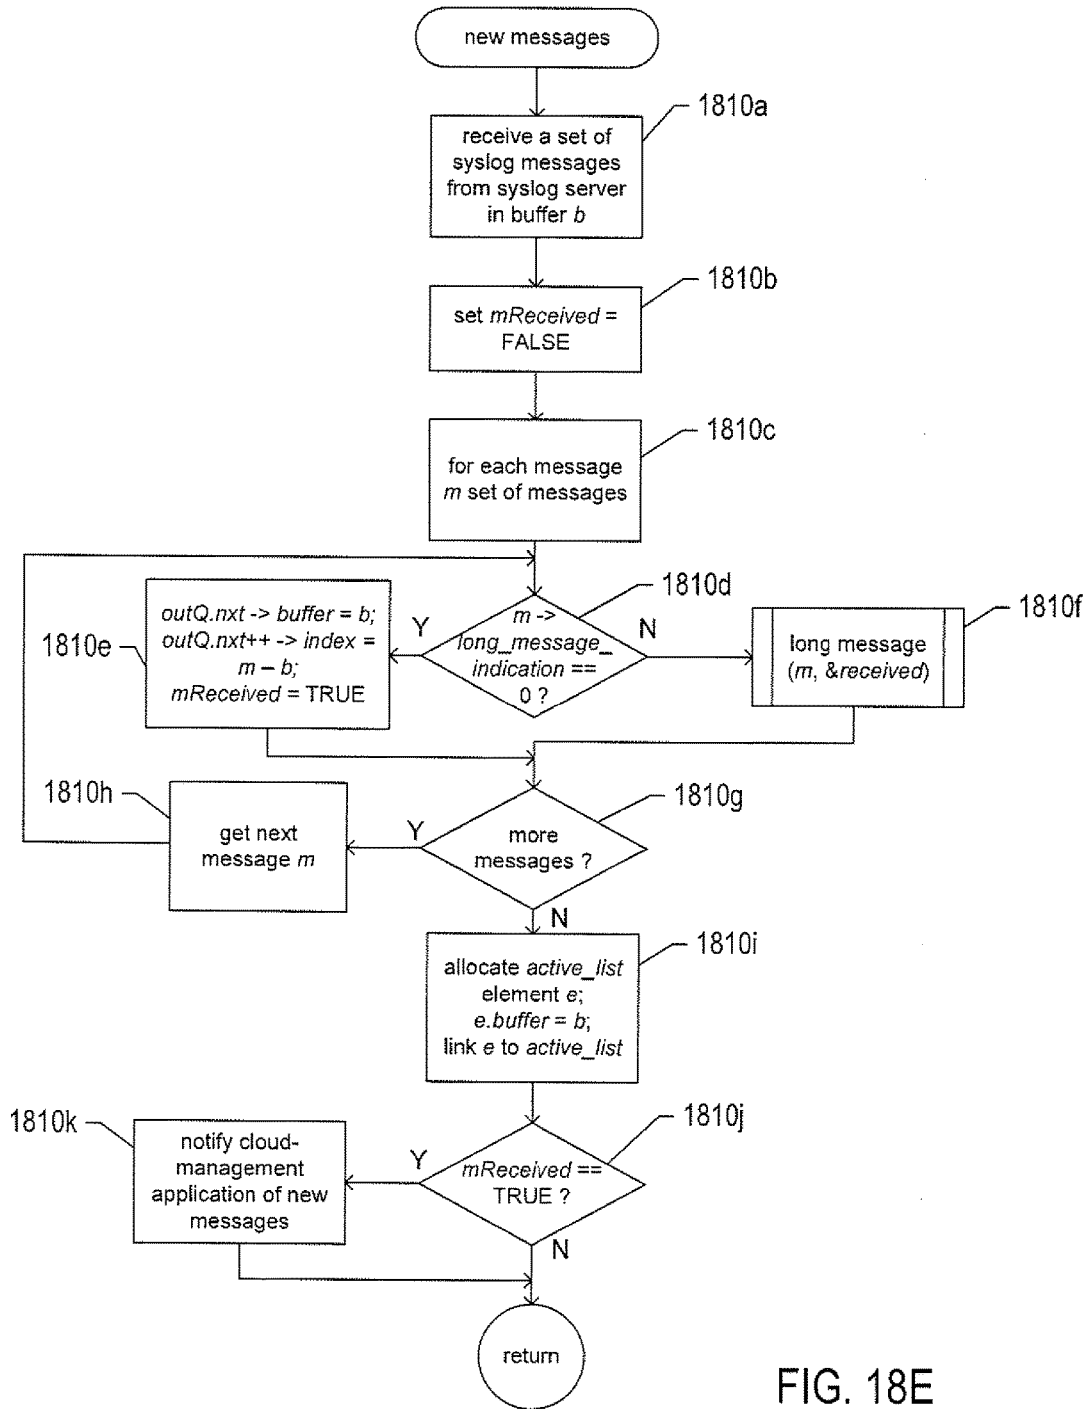 new messages
1810a
receive a set of
syslog messages
from syslog server
in buffer b
1810b
set mReceived =
FALSE
1810c
for each message
m set of messages
1810d
m ->
long_message_
indication ==
0 ?
Y
N
1810e
outQ.nxt -> buffer = b;
outQ.nxt++ -> index =
m – b;
mReceived = TRUE
1810f
long message
(m, &received)
1810g
more
messages ?
Y
N
1810h
get next
message m
1810i
allocate active_list
element e;
e.buffer = b;
link e to active_list
1810j
mReceived ==
TRUE ?
Y
N
1810k
notify cloud-
management
application of new
messages
return
FIG. 18E